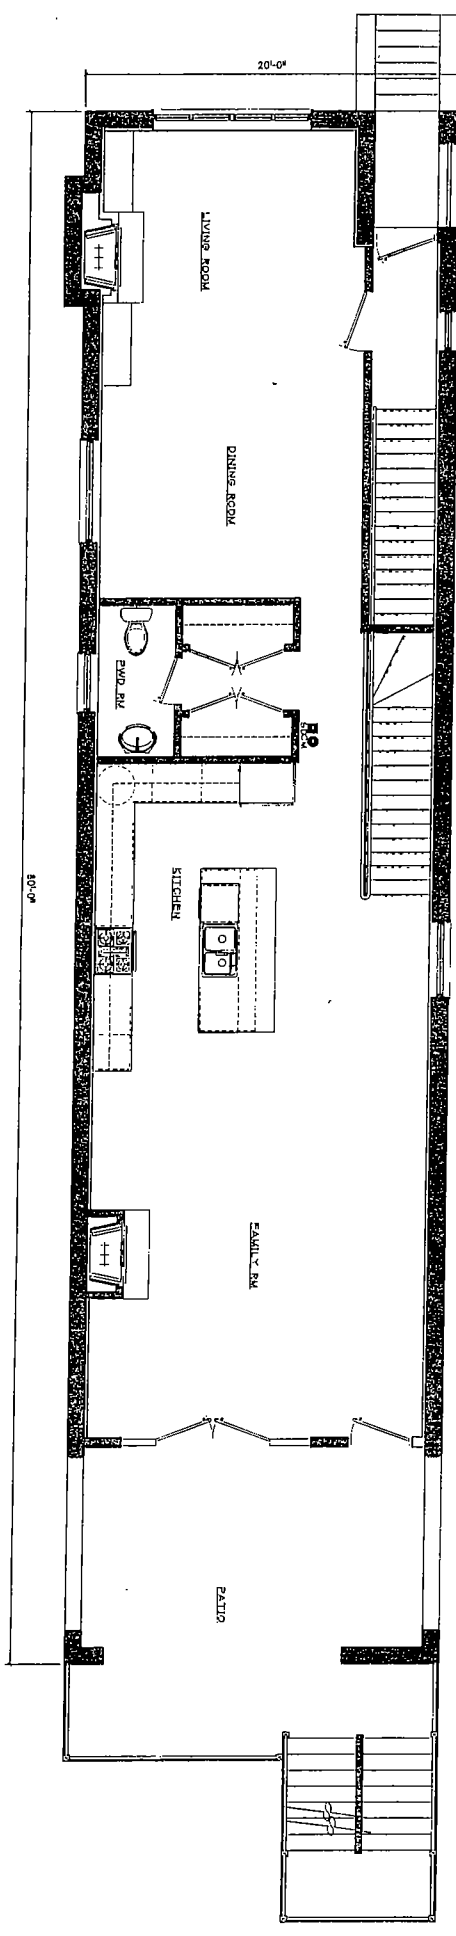 20'-0"
LIVING ROOM
DINING ROOM
PWD RM
KITCHEN
80'-0"
FAMILY RM
PATIO